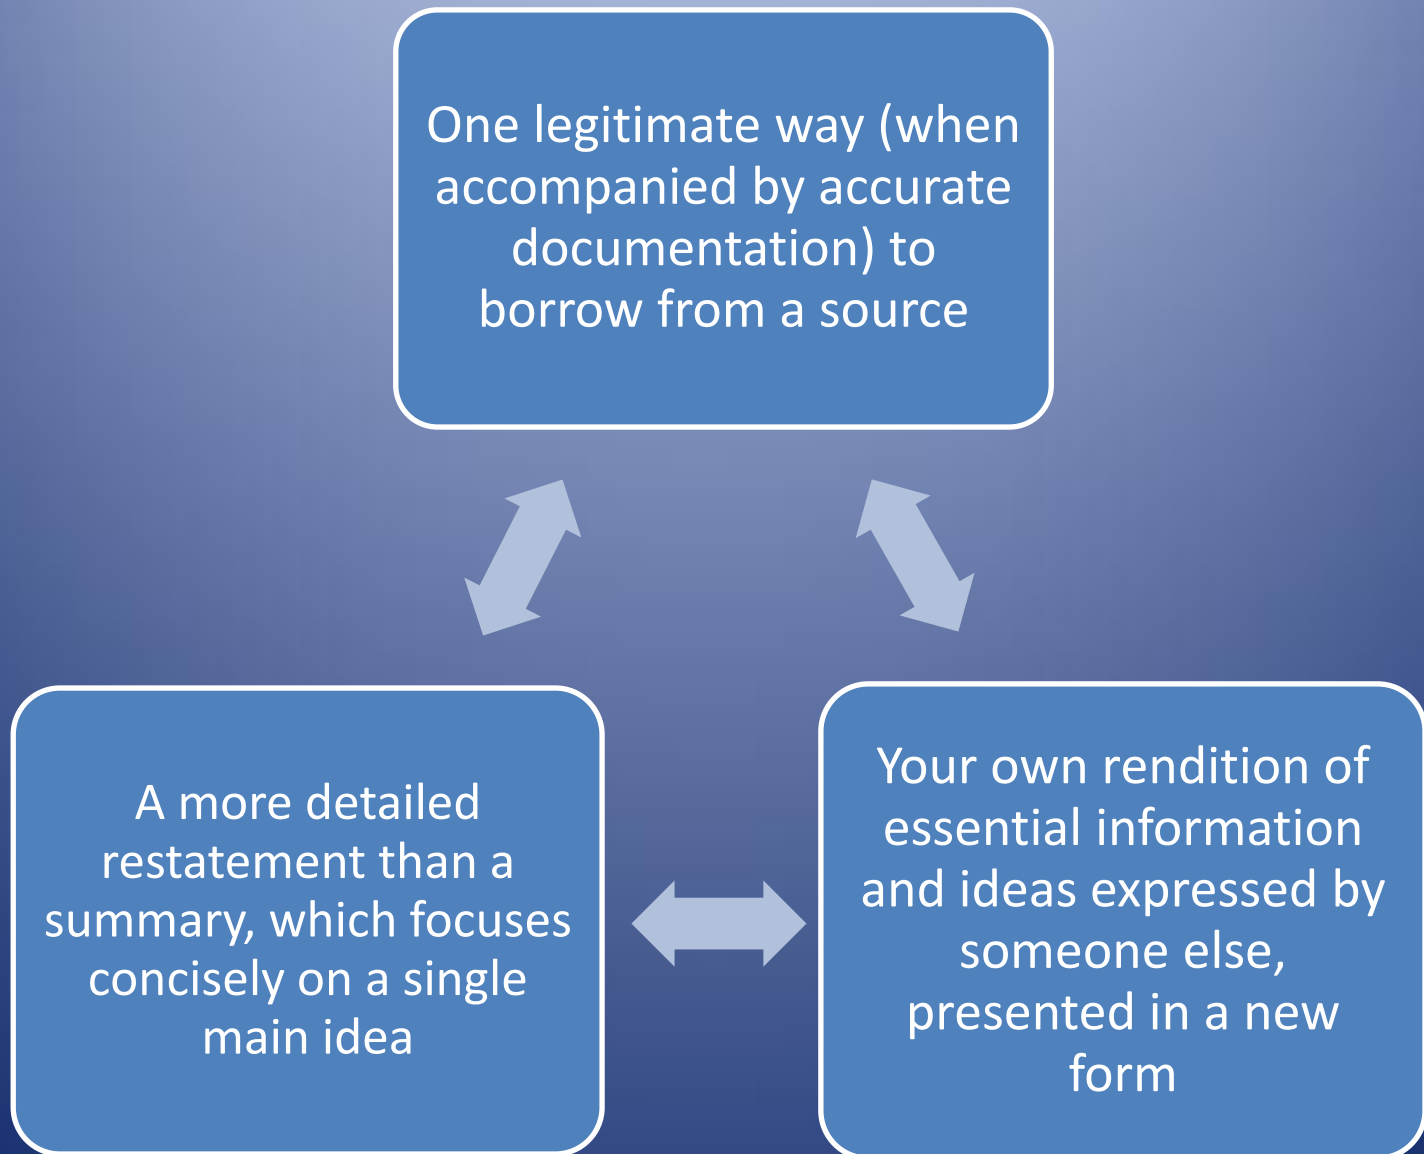 One legitimate way (when
accompanied by accurate
documentation) to
borrow from a source
A more detailed
restatement than a
summary, which focuses
concisely on a single
main idea
Your own rendition of
essential information
and ideas expressed by
someone else,
presented in a new
form